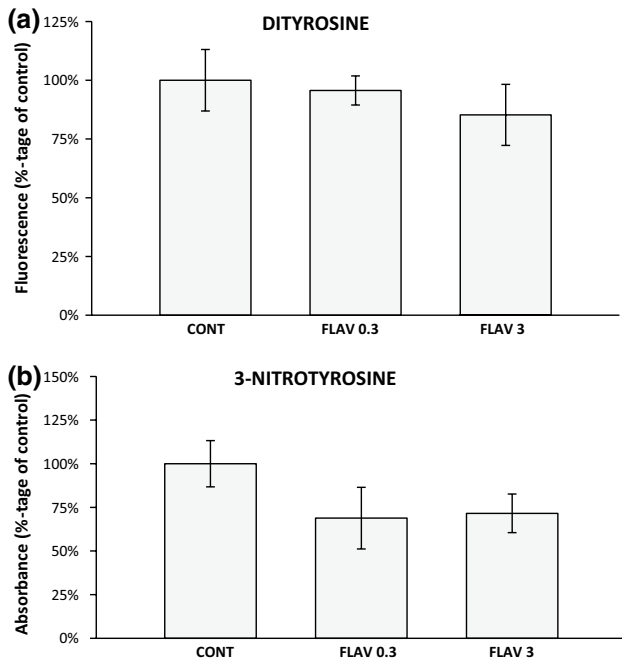 (a)
DITYROSINE
Fluorescence (%-tage of control)
125%
100%
75%
50%
25%
0%
CONT FLAV 0.3 FLAV 3
(b)
3-NITROTYROSINE
Absorbance (%-tage of control)
150%
125%
100%
75%
50%
25%
0%
CONT FLAV 0.3 FLAV 3